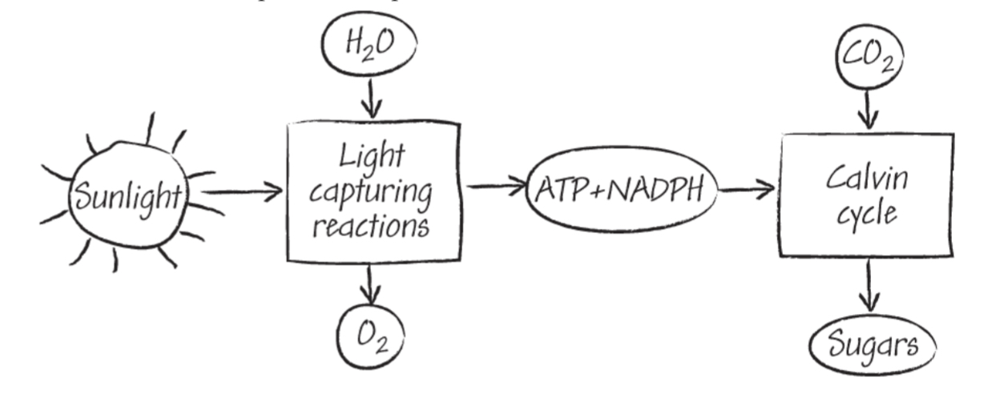 H₂O
CO₂
Sunlight
Light
capturing
reactions
ATP+NADPH
Calvin
cycle
O₂
Sugars